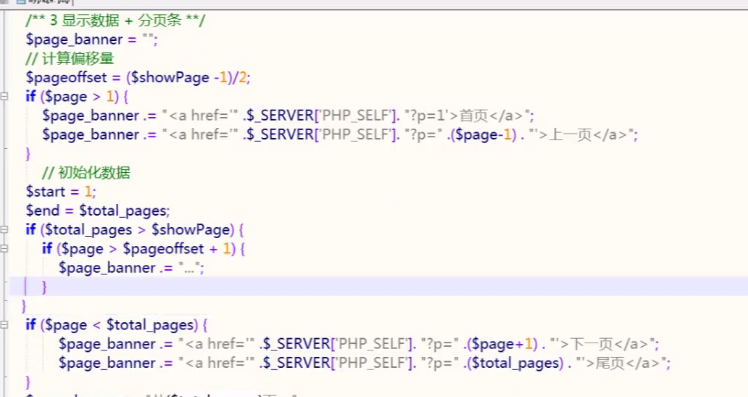 /** 3 显示数据 + 分页条 **/
$page_banner = "";
// 计算偏移量
$pageoffset = ($showPage -1)/2;
if ($page > 1) {
$page_banner .= "<a href='" .$_SERVER['PHP_SELF']. "?p=1'>首页</a>";
$page_banner .= "<a href='" .$_SERVER['PHP_SELF']. "?p=" .($page-1) . "'>上一页</a>";
}
// 初始化数据
$start = 1;
$end = $total_pages;
if ($total_pages > $showPage) {
if ($page > $pageoffset + 1) {
$page_banner .= "...";
}
}
if ($page < $total_pages) {
$page_banner .= "<a href='" .$_SERVER['PHP_SELF']. "?p=" .($page+1) . "'>下一页</a>";
$page_banner .= "<a href='" .$_SERVER['PHP_SELF']. "?p=" .($total_pages) . "'>尾页</a>";
}